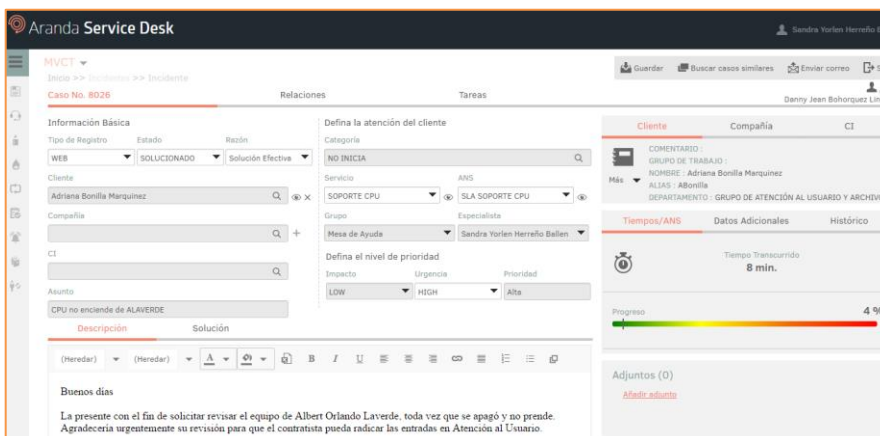 Aranda Service Desk
Sandra Yorlen Herreño
MVCT
Inicio >> Incidentes >> Incidente
Guardar Buscar casos similares Enviar correo
Caso No. 8026 Relaciones Tareas
Danny Jean Bohorquez
Información Básica
Tipo de Registro Estado Razón
WEB SOLUCIONADO Solución Efective
Cliente
Adriana Bonilla Marquinez
Compañía
CI
Asunto
CPU no enciende de ALAVERDE
Defina la atención del cliente
Categoría
NO INICIA
Servicio ANS
SOPORTE CPU SLA SOPORTE CPU
Grupo Especialista
Mesa de Ayuda Sandra Yorlen Herreño Ballen
Defina el nivel de prioridad
Impacto Urgencia Prioridad
LOW HIGH Alta
Descripción Solución
(Heredar) (Heredar) A B I U
Buenos días
La presente con el fin de solicitar revisar el equipo de Albert Orlando Laverde, toda vez que se apagó y no prende.
Agradecería urgentemente su revisión para que el contratista pueda radicar las entradas en Atención al Usuario.
Cliente Compañía CI
Más
COMENTARIO :
GRUPO DE TRABAJO :
NOMBRE : Adriana Bonilla Marquinez
ALIAS : ABonilla
DEPARTAMENTO : GRUPO DE ATENCIÓN AL USUARIO Y ARCHIV
Tiempos/ANS Datos Adicionales Histórico
Tiempo Transcurrido
8 min.
Progreso 4 %
Adjuntos (0)
Añadir adjunto